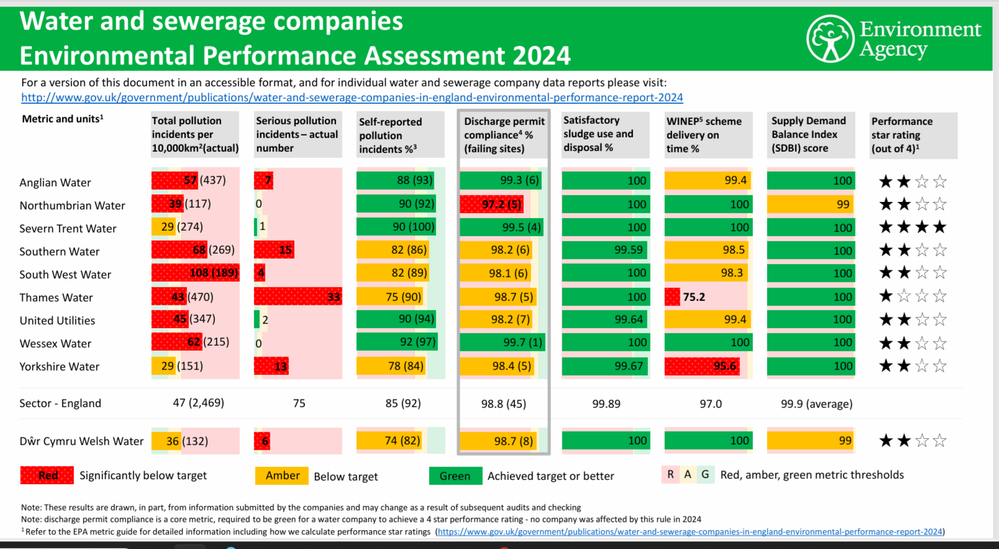 Water and sewerage companies
Environmental Performance Assessment 2024
Environment
Agency
For a version of this document in an accessible format, and for individual water and sewerage company data reports please visit:
http://www.gov.uk/government/publications/water-and-sewerage-companies-in-england-environmental-performance-report-2024
Metric and units¹
Total pollution
incidents per
10,000km²(actual)
Serious pollution
incidents – actual
number
Self-reported
pollution
incidents %³
Discharge permit
compliance⁴ %
(failing sites)
Satisfactory
sludge use and
disposal %
WINEP⁵ scheme
delivery on
time %
Supply Demand
Balance Index
(SDBI) score
Performance
star rating
(out of 4)¹
Anglian Water 57 (437) 7 88 (93) 99.3 (6) 100 99.4 100 ★★☆☆
Northumbrian Water 39 (117) 0 90 (92) 97.2 (5) 100 100 99 ★★☆☆
Severn Trent Water 29 (274) 1 90 (100) 99.5 (4) 100 100 100 ★★★★
Southern Water 68 (269) 15 82 (86) 98.2 (6) 99.59 98.5 100 ★★☆☆
South West Water 108 (189) 4 82 (89) 98.1 (6) 100 98.3 100 ★★☆☆
Thames Water 43 (470) 33 75 (90) 98.7 (5) 100 75.2 100 ★☆☆☆
United Utilities 45 (347) 2 90 (94) 98.2 (7) 99.64 99.4 100 ★★☆☆
Wessex Water 62 (215) 0 92 (97) 99.7 (1) 100 100 100 ★★☆☆
Yorkshire Water 29 (151) 13 78 (84) 98.4 (5) 99.67 95.6 100 ★★☆☆
Sector - England 47 (2,469) 75 85 (92) 98.8 (45) 99.89 97.0 99.9 (average)
Dŵr Cymru Welsh Water 36 (132) 6 74 (82) 98.7 (8) 100 100 99 ★★☆☆
Red Significantly below target Amber Below target Green Achieved target or better R A G Red, amber, green metric thresholds
Note: These results are drawn, in part, from information submitted by the companies and may change as a result of subsequent audits and checking
Note: discharge permit compliance is a core metric, required to be green for a water company to achieve a 4 star performance rating - no company was affected by this rule in 2024
¹ Refer to the EPA metric guide for detailed information including how we calculate performance star ratings (https://www.gov.uk/government/publications/water-and-sewerage-companies-in-england-environmental-performance-report-2024)